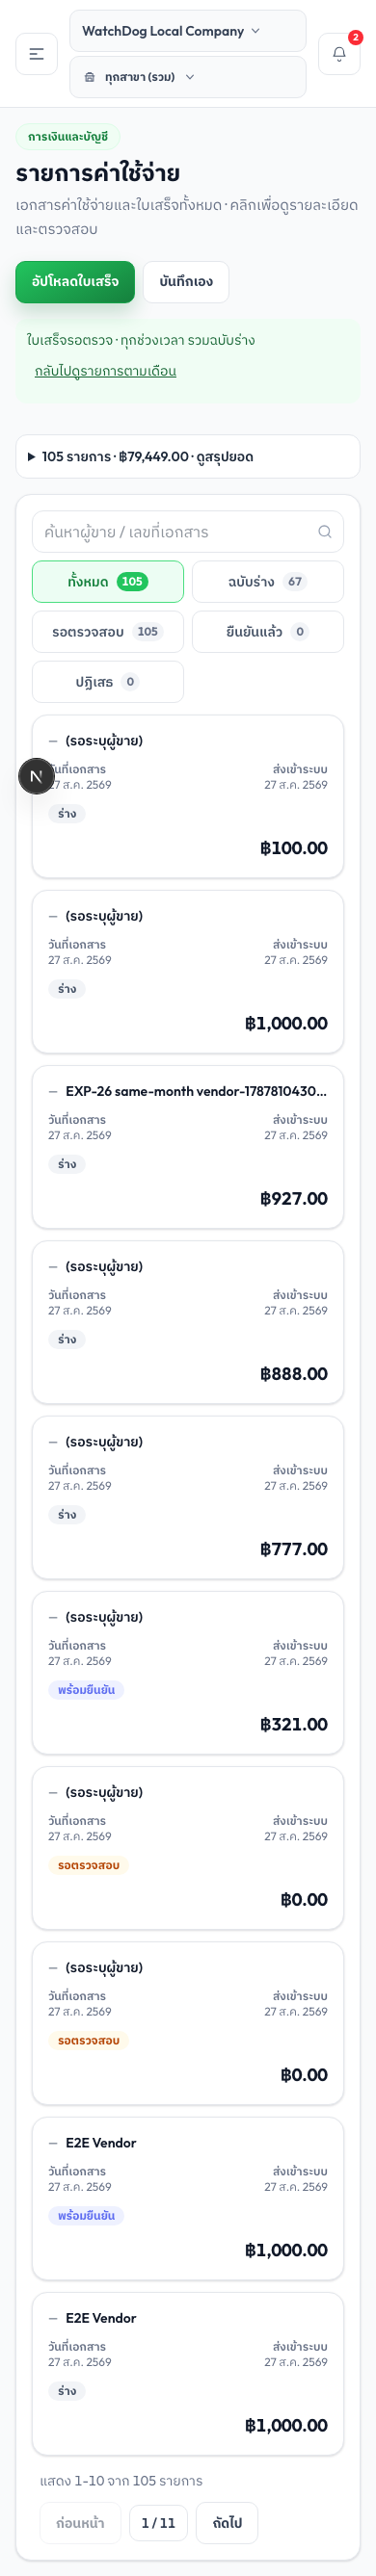 WatchDog Local Company
2
ทุกสาขา (รวม)
การเงินและบัญชี
รายการค่าใช้จ่าย
เอกสารค่าใช้จ่ายและใบเสร็จทั้งหมด · คลิกเพื่อดูรายละเอียด
และตรวจสอบ
อัปโหลดใบเสร็จ
บันทึกเอง
ใบเสร็จรอตรวจ · ทุกช่วงเวลา รวมฉบับร่าง
กลับไปดูรายการตามเดือน
105 รายการ · ฿79,449.00 · ดูสรุปยอด
ค้นหาผู้ขาย / เลขที่เอกสาร
ทั้งหมด 105
ฉบับร่าง 67
รอตรวจสอบ 105
ยืนยันแล้ว 0
ปฏิเสธ 0
— (รอระบุผู้ขาย)
วันที่เอกสาร ส่งเข้าระบบ
27 ส.ค. 2569 27 ส.ค. 2569
N
ร่าง
฿100.00
— (รอระบุผู้ขาย)
วันที่เอกสาร ส่งเข้าระบบ
27 ส.ค. 2569 27 ส.ค. 2569
ร่าง
฿1,000.00
— EXP-26 same-month vendor-1787810430...
วันที่เอกสาร ส่งเข้าระบบ
27 ส.ค. 2569 27 ส.ค. 2569
ร่าง
฿927.00
— (รอระบุผู้ขาย)
วันที่เอกสาร ส่งเข้าระบบ
27 ส.ค. 2569 27 ส.ค. 2569
ร่าง
฿888.00
— (รอระบุผู้ขาย)
วันที่เอกสาร ส่งเข้าระบบ
27 ส.ค. 2569 27 ส.ค. 2569
ร่าง
฿777.00
— (รอระบุผู้ขาย)
วันที่เอกสาร ส่งเข้าระบบ
27 ส.ค. 2569 27 ส.ค. 2569
พร้อมยืนยัน
฿321.00
— (รอระบุผู้ขาย)
วันที่เอกสาร ส่งเข้าระบบ
27 ส.ค. 2569 27 ส.ค. 2569
รอตรวจสอบ
฿0.00
— (รอระบุผู้ขาย)
วันที่เอกสาร ส่งเข้าระบบ
27 ส.ค. 2569 27 ส.ค. 2569
รอตรวจสอบ
฿0.00
— E2E Vendor
วันที่เอกสาร ส่งเข้าระบบ
27 ส.ค. 2569 27 ส.ค. 2569
พร้อมยืนยัน
฿1,000.00
— E2E Vendor
วันที่เอกสาร ส่งเข้าระบบ
27 ส.ค. 2569 27 ส.ค. 2569
ร่าง
฿1,000.00
แสดง 1-10 จาก 105 รายการ
ก่อนหน้า
1 / 11
ถัดไป